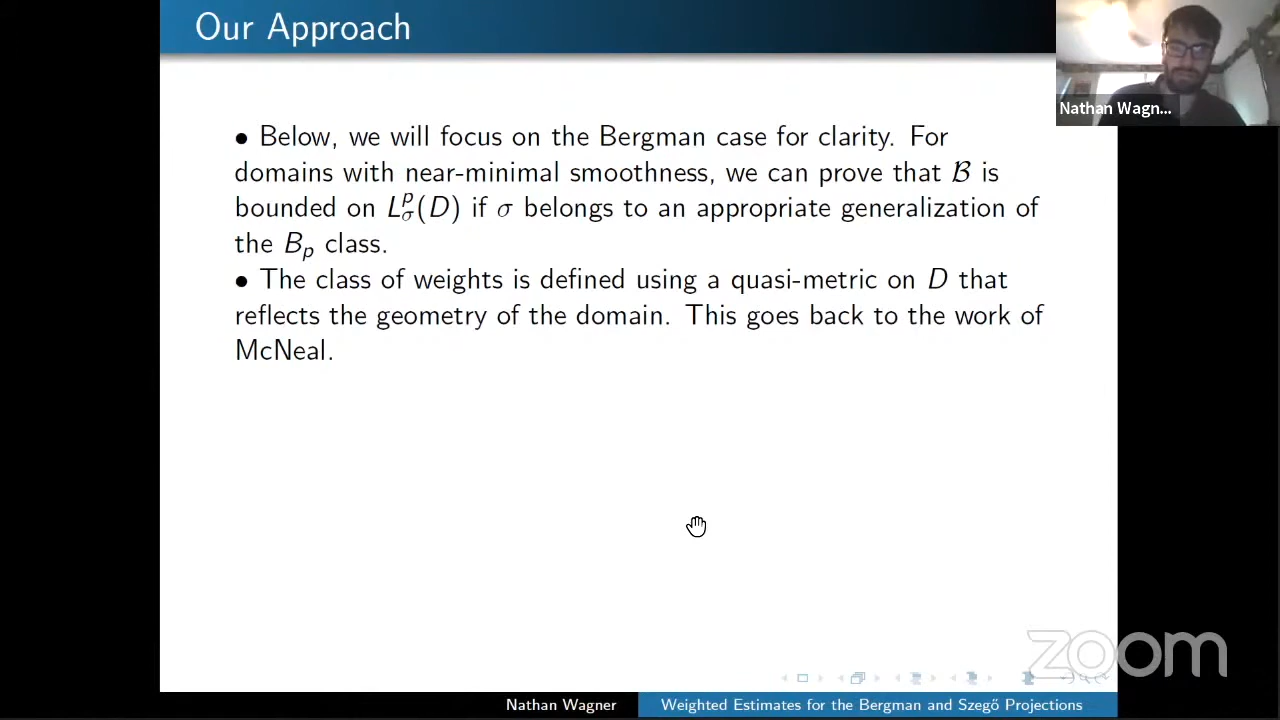 Our Approach
Nathan Wagn...
• Below, we will focus on the Bergman case for clarity. For
domains with near-minimal smoothness, we can prove that 𝓑 is
bounded on L^p_σ(D) if σ belongs to an appropriate generalization of
the B_p class.
• The class of weights is defined using a quasi-metric on D that
reflects the geometry of the domain. This goes back to the work of
McNeal.
zoom
Nathan Wagner
Weighted Estimates for the Bergman and Szegő Projections